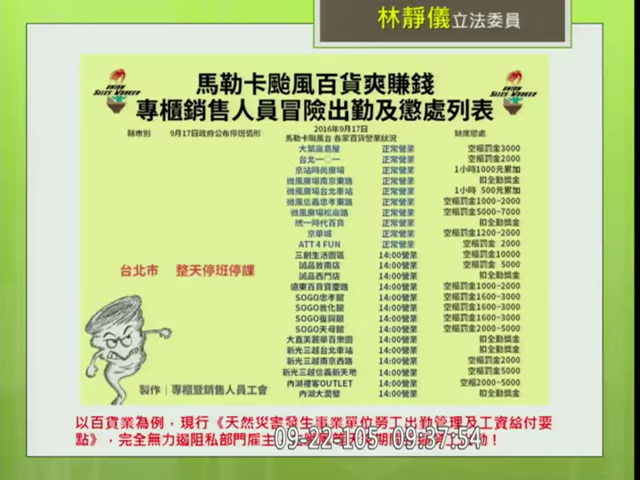 林靜儀立法委員
馬勒卡颱風百貨爽賺錢
專櫃銷售人員冒險出勤及懲處列表
UNION SALES WORKER
UNION SALES WORKER
縣市別 9月17日政府公布停班情形 2016年9月17日 馬勒卡颱風台 各家百貨營業狀況 缺席懲處
大葉高島屋 正常營業 空櫃罰金3000
台北一〇一 正常營業 空櫃罰金2000
京站時尚廣場 正常營業 1小時1000元累加
微風廣場南京東路 正常營業 扣全勤獎金
微風廣場台北車站 正常營業 1小時 500元累加
微風信義忠孝東路 正常營業 空櫃罰金1000~2000
微風廣場松高路 正常營業 空櫃罰金5000~7000
統一時代百貨 正常營業 扣全勤獎金
京華城 正常營業 空櫃罰金1200~2000
ATT 4 FUN 正常營業 空櫃罰金 2000
三創生活園區 14:00營業 空櫃罰金10000
誠品敦南店 14:00營業 空櫃罰金 5000
誠品西門店 14:00營業 扣全勤獎金
遠東百貨寶慶路 14:00營業 空櫃罰金1000~2000
SOGO忠孝館 14:00營業 空櫃罰金1600~3000
SOGO敦化館 14:00營業 空櫃罰金1600~3000
SOGO復興館 14:00營業 空櫃罰金1600~3000
SOGO天母館 14:00營業 空櫃罰金2000~5000
大直美麗華百樂園 14:00營業 扣全勤獎金
新光三越台北車站 14:00營業 扣全勤獎金
新光三越南京西路 14:00營業 空櫃罰金2000
新光三越信義新天地 14:00營業 空櫃罰金5000
內湖禮客OUTLET 14:00營業 空櫃罰金2000~5000
內湖大潤發 14:00營業 扣全勤獎金
台北市 整天停班停課
製作｜專櫃暨銷售人員工會
以百貨業為例，現行《天然災害發生事業單位勞工出勤管理及工資給付要
點》，完全無力遏阻私部門雇主
09-22-105 09:37:54